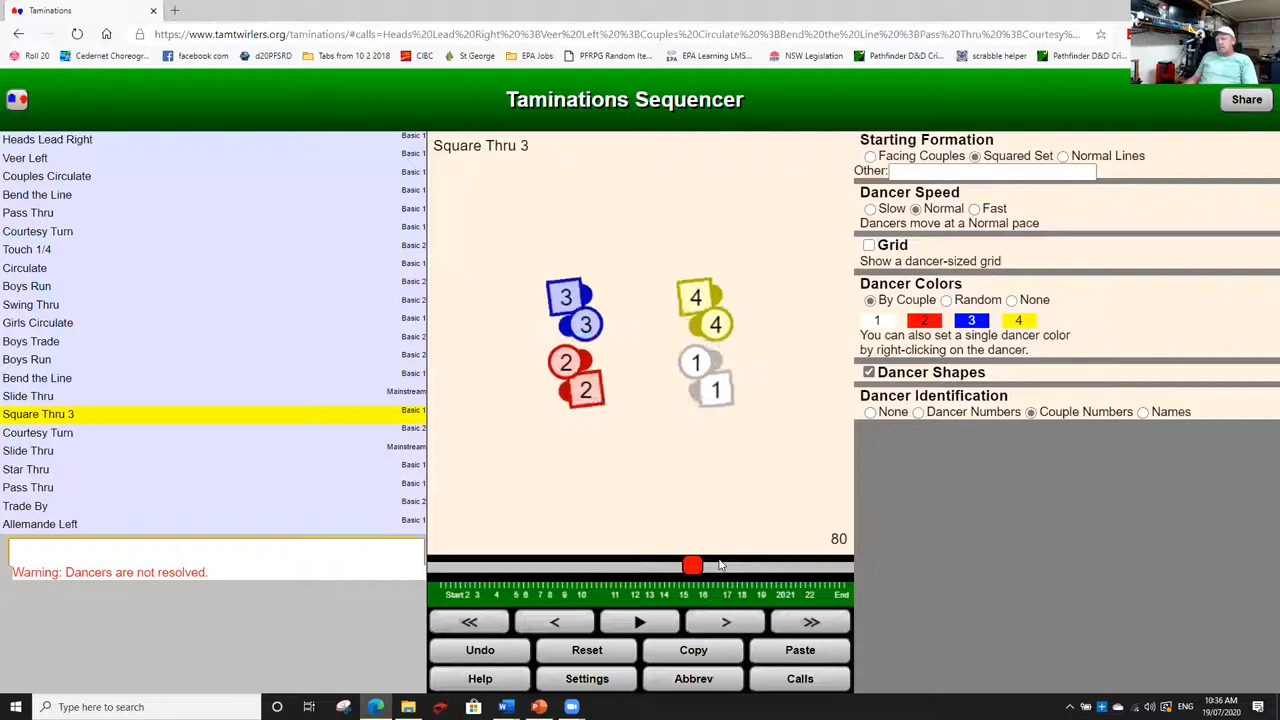 Taminations
https://www.tamtwirlers.org/taminations/#calls=Heads%20Lead%20Right%20%3BVeer%20Left%20%3BCouples%20Circulate%20%3BBend%20the%20Line%20%3BPass%20Thru%20%3BCourtesy%...
Roll 20 Cedernet Choreogr... facebook.com d20PFSRD Tabs from 10 2 2018 CIBC St George EPA Jobs PFRPG Random Ite... EPA Learning LMS... NSW Legislation Pathfinder D&D Cri... scrabble helper Pathfinder D&D Cri...
Taminations Sequencer
Share
Heads Lead Right Basic 1
Veer Left Basic 1
Couples Circulate Basic 1
Bend the Line Basic 1
Pass Thru Basic 1
Courtesy Turn Basic 1
Touch 1/4 Basic 2
Circulate Basic 1
Boys Run Basic 2
Swing Thru Basic 2
Girls Circulate Basic 1
Boys Trade Basic 2
Boys Run Basic 2
Bend the Line Basic 1
Slide Thru Mainstream
Square Thru 3 Basic 1
Courtesy Turn Basic 2
Slide Thru Mainstream
Star Thru Basic 1
Pass Thru Basic 1
Trade By Basic 2
Allemande Left Basic 1
Warning: Dancers are not resolved.
Square Thru 3
3
4
3
4
2
1
2
1
80
Start 2 3 4 5 6 7 8 9 10 11 12 13 14 15 16 17 18 19 2021 22 End
<< < ▶ > >>
Undo Reset Copy Paste
Help Settings Abbrev Calls
Starting Formation
Facing Couples Squared Set Normal Lines
Other:
Dancer Speed
Slow Normal Fast
Dancers move at a Normal pace
Grid
Show a dancer-sized grid
Dancer Colors
By Couple Random None
1 2 3 4
You can also set a single dancer color
by right-clicking on the dancer.
Dancer Shapes
Dancer Identification
None Dancer Numbers Couple Numbers Names
Type here to search
ENG
10:36 AM
19/07/2020